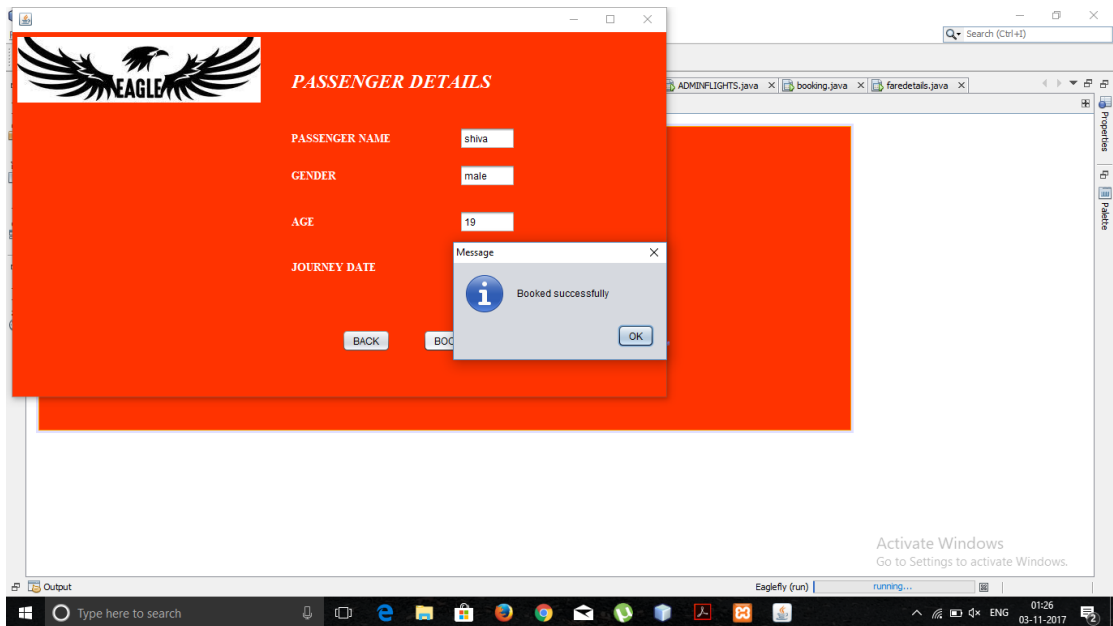 Search (Ctrl+I)
EAGLE
PASSENGER DETAILS
ADMINFLIGHTS.java
booking.java
faredetails.java
Properties
Palette
PASSENGER NAME
shiva
GENDER
male
AGE
19
JOURNEY DATE
Message
Booked successfully
OK
BACK
BOO
Activate Windows
Go to Settings to activate Windows.
Output
Eaglefly (run)
running...
Type here to search
ENG
01:26
03-11-2017
2